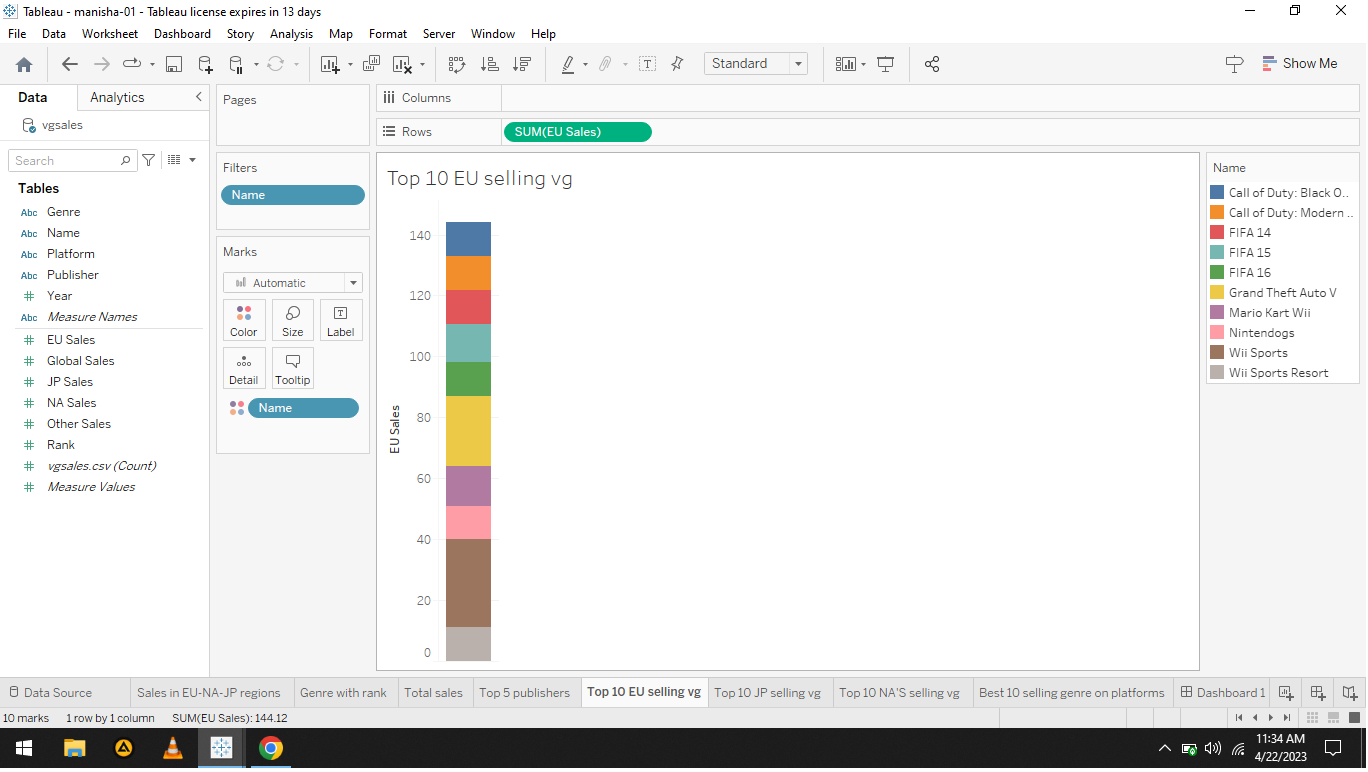 Tableau - manisha-01 - Tableau license expires in 13 days
File Data Worksheet Dashboard Story Analysis Map Format Server Window Help
Standard
Show Me
Data Analytics
vgsales
Search
Tables
Abc Genre
Abc Name
Abc Platform
Abc Publisher
Year
Abc Measure Names
EU Sales
Global Sales
JP Sales
NA Sales
Other Sales
Rank
vgsales.csv (Count)
Measure Values
Pages
Filters
Name
Marks
Automatic
Color Size Label
Detail Tooltip
Name
Columns
Rows SUM(EU Sales)
Top 10 EU selling vg
140
120
100
80
60
40
20
0
EU Sales
Name
Call of Duty: Black O..
Call of Duty: Modern ..
FIFA 14
FIFA 15
FIFA 16
Grand Theft Auto V
Mario Kart Wii
Nintendogs
Wii Sports
Wii Sports Resort
Data Source Sales in EU-NA-JP regions Genre with rank Total sales Top 5 publishers Top 10 EU selling vg Top 10 JP selling vg Top 10 NA'S selling vg Best 10 selling genre on platforms Dashboard 1
10 marks 1 row by 1 column SUM(EU Sales): 144.12
11:34 AM
4/22/2023